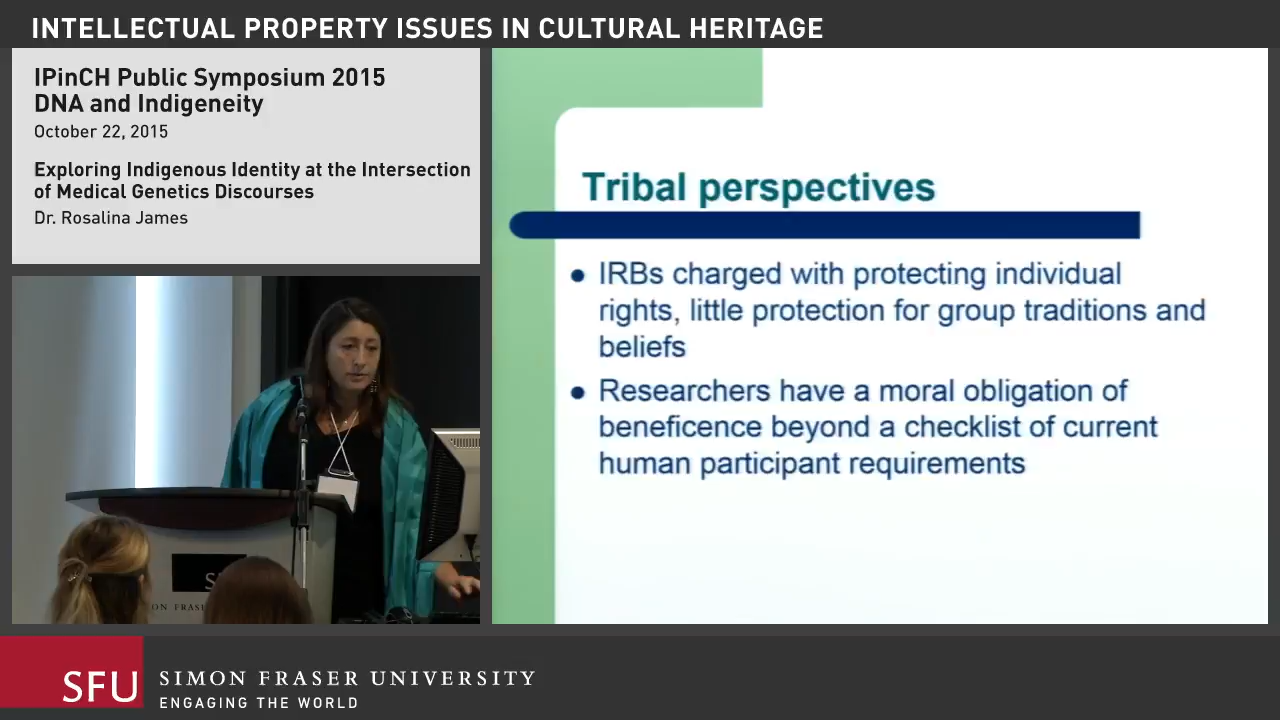 INTELLECTUAL PROPERTY ISSUES IN CULTURAL HERITAGE
IPinCH Public Symposium 2015
DNA and Indigeneity
October 22, 2015
Exploring Indigenous Identity at the Intersection
of Medical Genetics Discourses
Dr. Rosalina James
Tribal perspectives
● IRBs charged with protecting individual
rights, little protection for group traditions and
beliefs
● Researchers have a moral obligation of
beneficence beyond a checklist of current
human participant requirements
SFU SIMON FRASER UNIVERSITY
ENGAGING THE WORLD